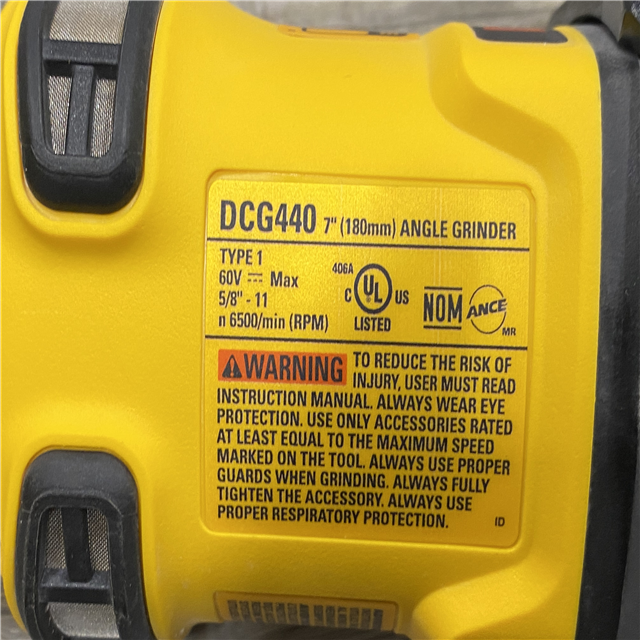 DCG440 7" (180mm) ANGLE GRINDER
TYPE 1
60V ⎓ Max
5/8" - 11
n 6500/min (RPM)
406A
C UL US
LISTED
NOM ANCE
MR
WARNING TO REDUCE THE RISK OF
INJURY, USER MUST READ
INSTRUCTION MANUAL. ALWAYS WEAR EYE
PROTECTION. USE ONLY ACCESSORIES RATED
AT LEAST EQUAL TO THE MAXIMUM SPEED
MARKED ON THE TOOL. ALWAYS USE PROPER
GUARDS WHEN GRINDING. ALWAYS FULLY
TIGHTEN THE ACCESSORY. ALWAYS USE
PROPER RESPIRATORY PROTECTION.
ID